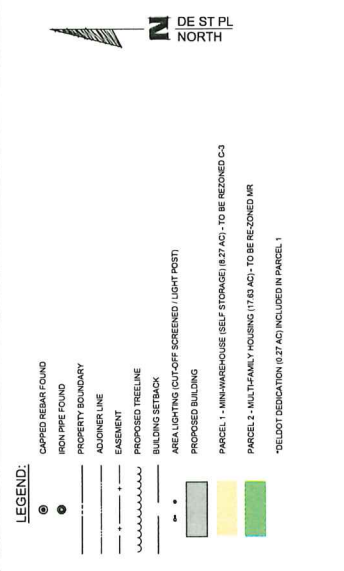 LEGEND:
CAPPED REBAR FOUND
IRON PIPE FOUND
PROPERTY BOUNDARY
ADJOINER LINE
EASEMENT
PROPOSED TREELINE
BUILDING SETBACK
AREA LIGHTING (CUT-OFF SCREENED / LIGHT POST)
PROPOSED BUILDING
PARCEL 1 - MINI-WAREHOUSE (SELF STORAGE) (8.27 AC) - TO BE REZONED C-3
PARCEL 2 - MULTI-FAMILY HOUSING (17.63 AC) - TO BE RE-ZONED MR
*DELDOT DEDICATION (0.27 AC) INCLUDED IN PARCEL 1
N
DE ST PL
NORTH